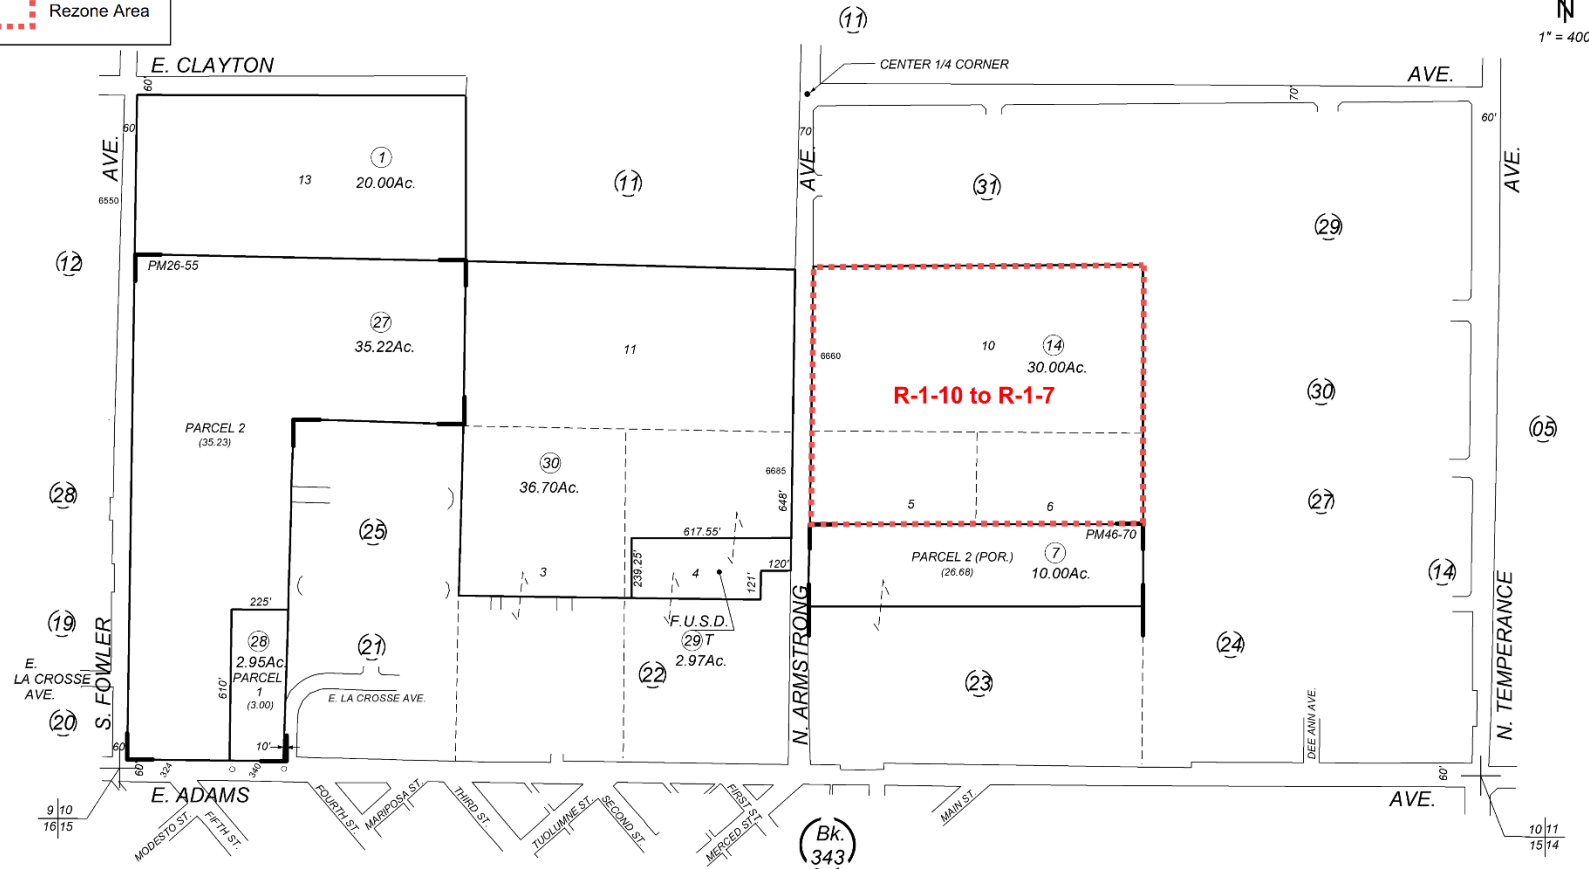 Rezone Area
(11)
N
1" = 400
E. CLAYTON
AVE.
CENTER 1/4 CORNER
60'
60'
70'
70'
60'
AVE.
AVE.
AVE.
6550
13
1
20.00Ac.
(11)
(31)
(29)
(12)
PM26-55
27
35.22Ac.
11
6660
10
14
30.00Ac.
R-1-10 to R-1-7
(30)
(05)
PARCEL 2
(35.23)
30
36.70Ac.
6685
648'
(28)
(25)
5
6
(27)
617.55'
PM46-70
239.25'
3
4
120'
121'
PARCEL 2 (POR.)
(26.68)
7
10.00Ac.
(14)
225'
F.U.S.D.
29 T
2.97Ac.
(19)
28
2.95Ac.
PARCEL
1
(3.00)
610'
(21)
(22)
(23)
(24)
E.
LA CROSSE
AVE.
E. LA CROSSE AVE.
(20)
S. FOWLER
N. ARMSTRONG
N. TEMPERANCE
DEE ANN AVE.
60'
10'
60'
324
340
60'
E. ADAMS
AVE.
9 10
16 15
MODESTO ST.
FIFTH ST.
FOURTH ST.
MARIPOSA ST.
THIRD ST.
TUOLUMNE ST.
SECOND ST.
FIRST ST.
MERCED ST.
MAIN ST.
Bk.
343
10 11
15 14